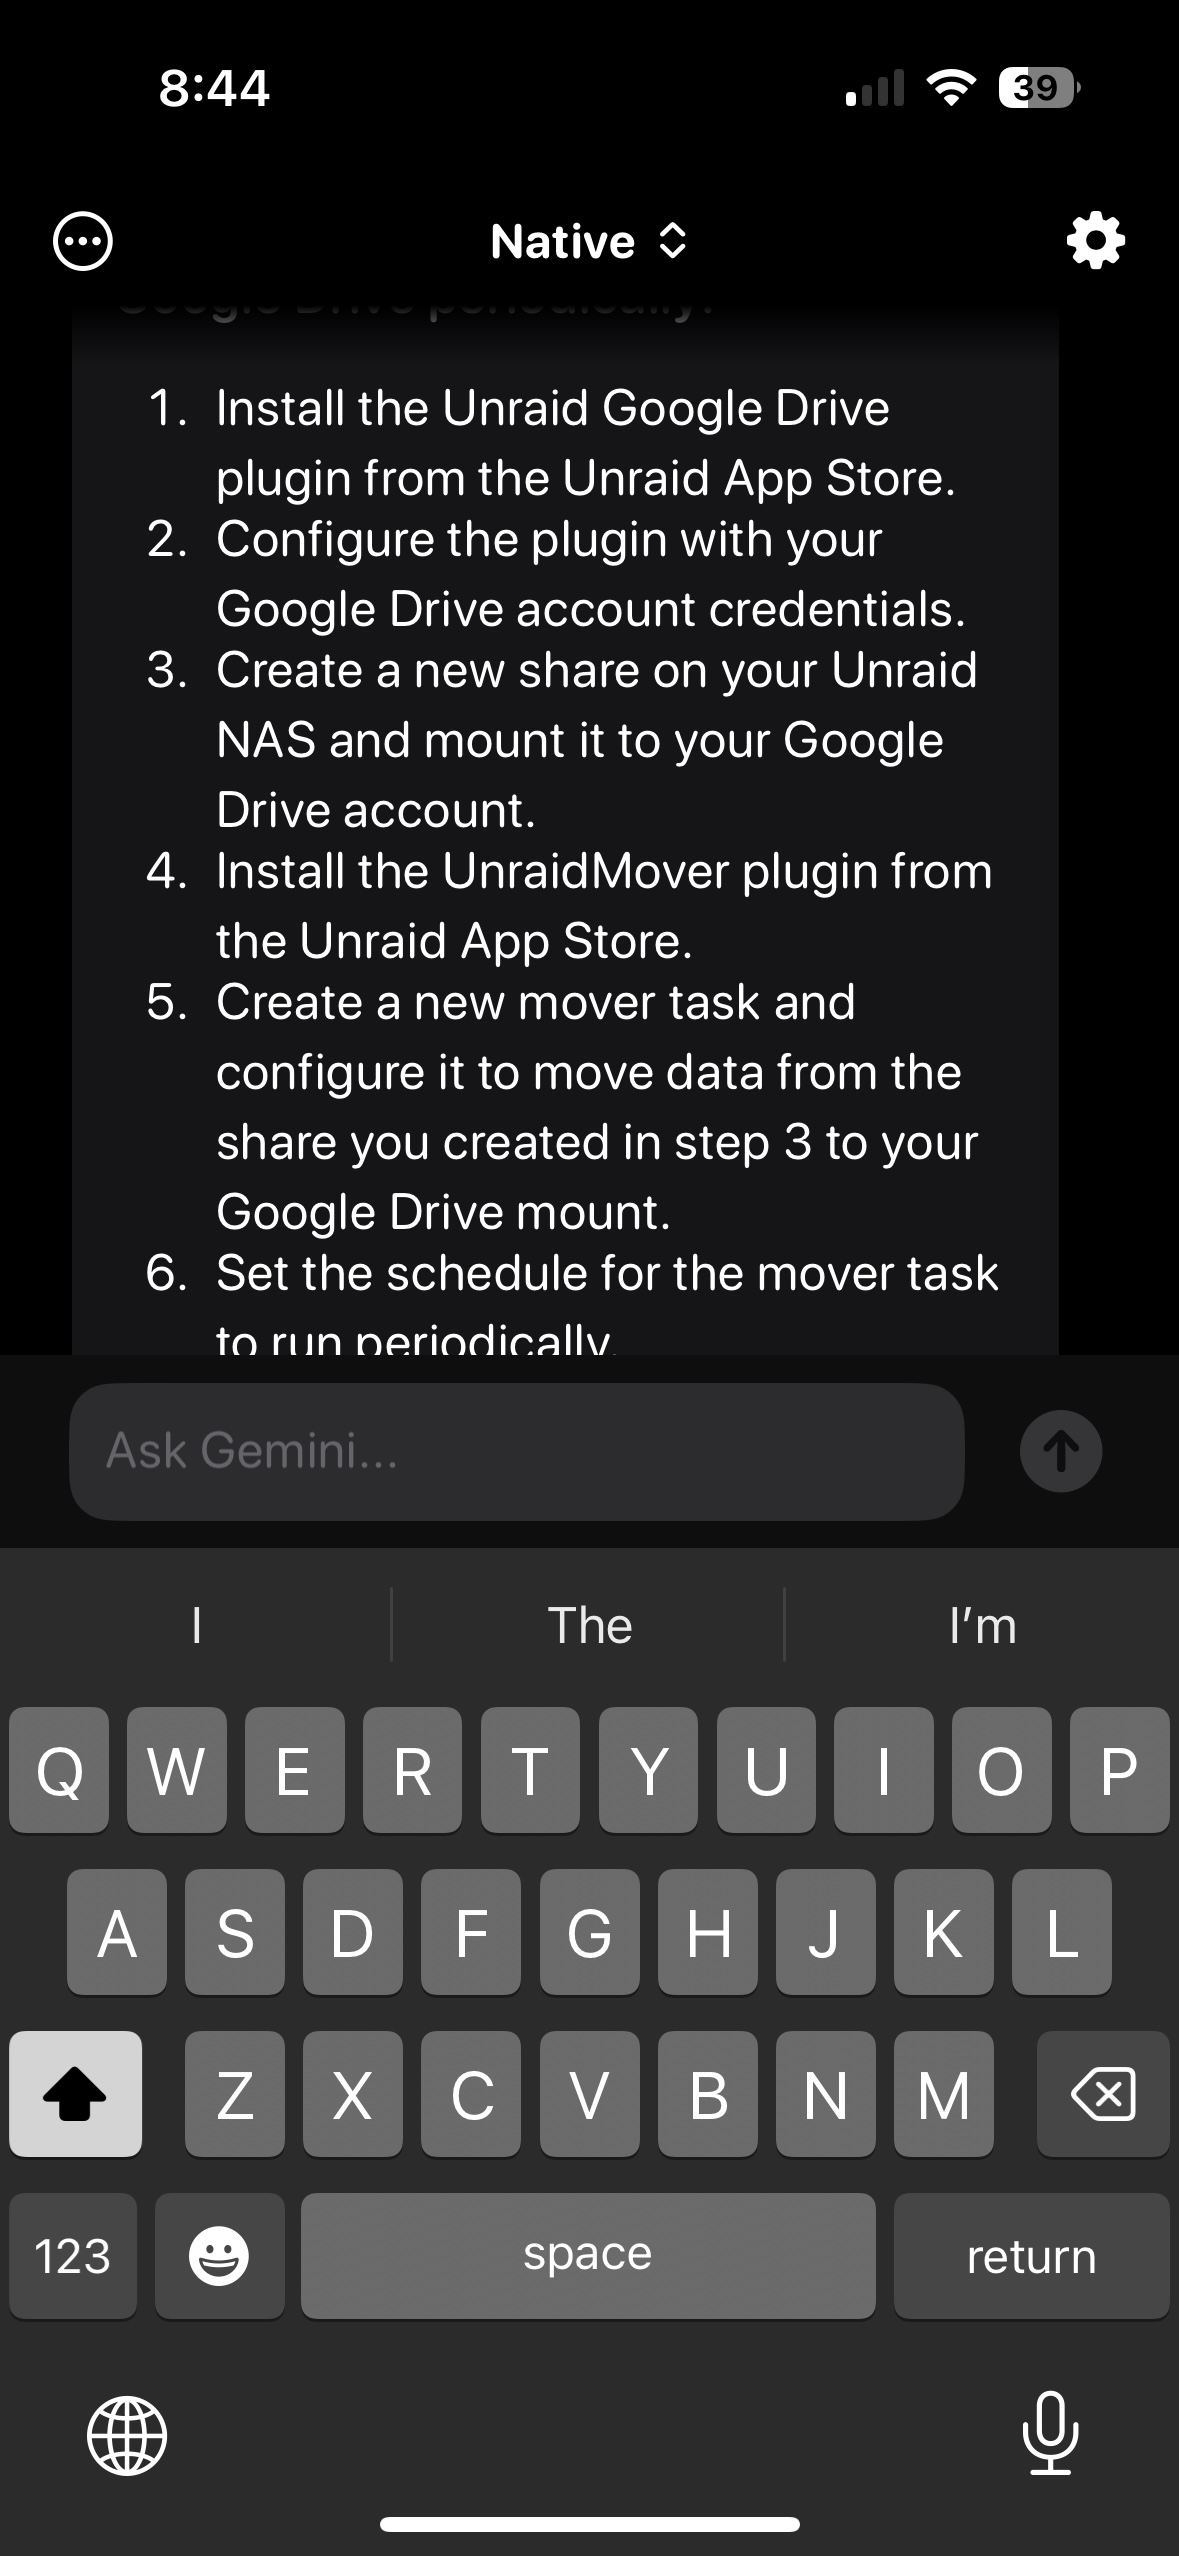 8:44
39
Native
Google Drive periodically:
1. Install the Unraid Google Drive
plugin from the Unraid App Store.
2. Configure the plugin with your
Google Drive account credentials.
3. Create a new share on your Unraid
NAS and mount it to your Google
Drive account.
4. Install the UnraidMover plugin from
the Unraid App Store.
5. Create a new mover task and
configure it to move data from the
share you created in step 3 to your
Google Drive mount.
6. Set the schedule for the mover task
to run periodically.
Ask Gemini...
I The I'm
Q W E R T Y U I O P
A S D F G H J K L
Z X C V B N M
123 space return